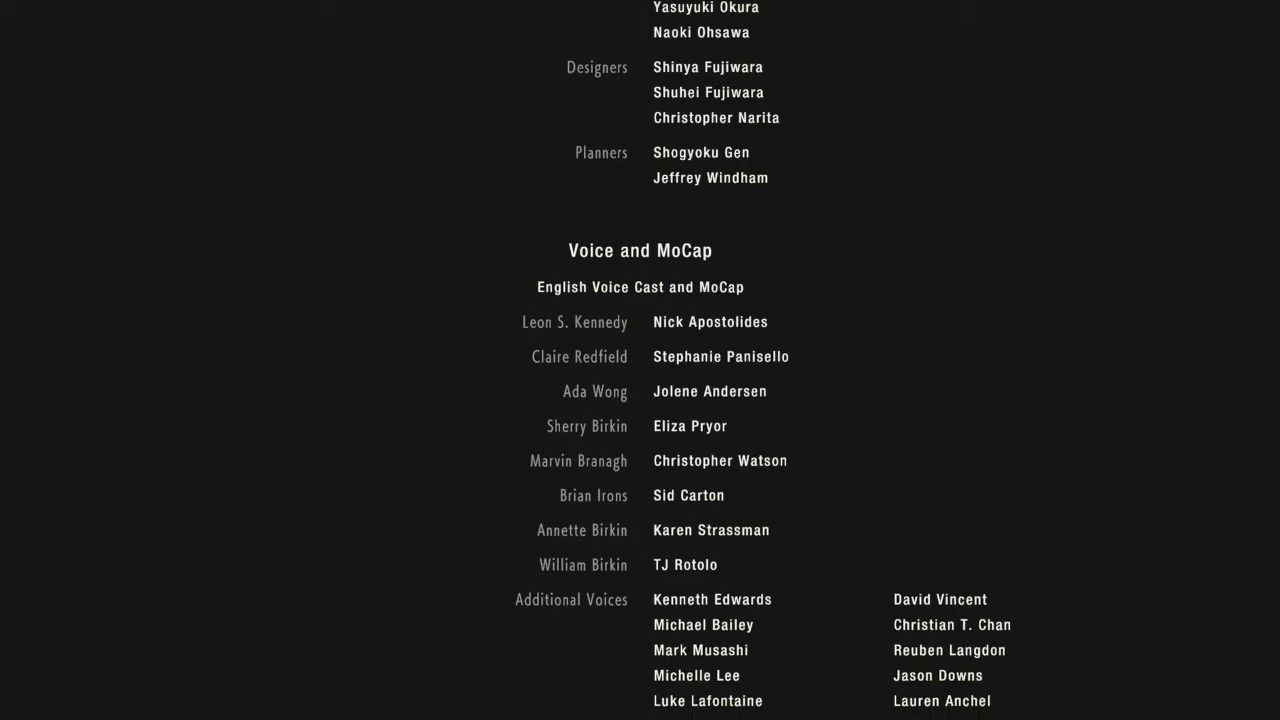 Yasuyuki Okura
Naoki Ohsawa
Designers Shinya Fujiwara
Shuhei Fujiwara
Christopher Narita
Planners Shogyoku Gen
Jeffrey Windham
Voice and MoCap
English Voice Cast and MoCap
Leon S. Kennedy Nick Apostolides
Claire Redfield Stephanie Panisello
Ada Wong Jolene Andersen
Sherry Birkin Eliza Pryor
Marvin Branagh Christopher Watson
Brian Irons Sid Carton
Annette Birkin Karen Strassman
William Birkin TJ Rotolo
Additional Voices Kenneth Edwards David Vincent
Michael Bailey Christian T. Chan
Mark Musashi Reuben Langdon
Michelle Lee Jason Downs
Luke Lafontaine Lauren Anchel